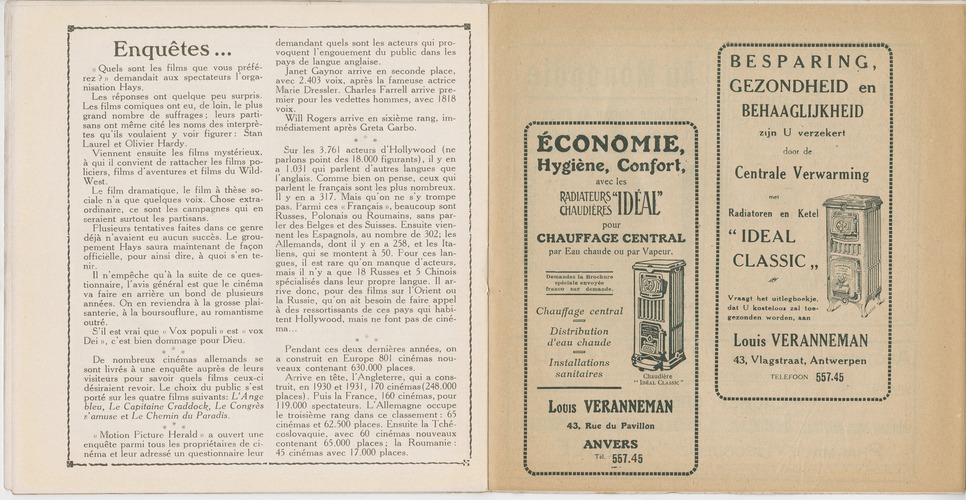 Enquêtes ...
« Quels sont les films que vous préfé-
rez ? » demandait aux spectateurs l'orga-
nisation Hays.
Les réponses ont quelque peu surpris.
Les films comiques ont eu, de loin, le plus
grand nombre de suffrages ; leurs parti-
sans ont même cité les noms des interprè-
tes qu'ils voulaient y voir figurer : Stan
Laurel et Olivier Hardy.
Viennent ensuite les films mystérieux,
à qui il convient de rattacher les films po-
liciers, films d'aventures et films du Wild-
West.
Le film dramatique, le film à thèse so-
ciale n'a que quelques voix. Chose extra-
ordinaire, ce sont les campagnes qui en
seraient surtout les partisans.
Plusieurs tentatives faites dans ce genre
déjà n'avaient eu aucun succès. Le grou-
pement Hays saura maintenant de façon
officielle, pour ainsi dire, à quoi s'en te-
nir.
Il n'empêche qu'à la suite de ce ques-
tionnaire, l'avis général est que le cinéma
va faire en arrière un bond de plusieurs
années. On en reviendra à la grosse plai-
santerie, à la boursouflure, au romantisme
outré.
S'il est vrai que « Vox populi » est « vox
Dei », c'est bien dommage pour Dieu.
* * *
De nombreux cinémas allemands se
sont livrés à une enquête auprès de leurs
visiteurs pour savoir quels films ceux-ci
désiraient revoir. Le choix du public s'est
porté sur les quatre films suivants: L'Ange
bleu, Le Capitaine Craddock, Le Congrès
s'amuse et Le Chemin du Paradis.
* * *
« Motion Picture Herald » a ouvert une
enquête parmi tous les propriétaires de ci-
néma et leur adressé un questionnaire leur
demandant quels sont les acteurs qui pro-
voquent l'engouement du public dans les
pays de langue anglaise.
Janet Gaynor arrive en seconde place,
avec 2.403 voix, après la fameuse actrice
Marie Dressler. Charles Farrell arrive pre-
mier pour les vedettes hommes, avec 1818
voix.
Will Rogers arrive en sixième rang, im-
médiatement après Greta Garbo.
* * *
Sur les 3.761 acteurs d'Hollywood (ne
parlons point des 18.000 figurants), il y en
a 1.031 qui parlent d'autres langues que
l'anglais. Comme bien on pense, ceux qui
parlent le français sont les plus nombreux.
Il y en a 317. Mais qu'on ne s'y trompe
pas. Parmi ces « Français », beaucoup sont
Russes, Polonais ou Roumains, sans par-
ler des Belges et des Suisses. Ensuite vien-
nent les Espagnols, au nombre de 302; les
Allemands, dont il y en a 258, et les Ita-
liens, qui se montent à 50. Pour ces lan-
gues, il est rare qu'on manque d'acteurs,
mais il n'y a que 18 Russes et 5 Chinois
spécialisés dans leur propre langue. Il ar-
rive donc, pour des films sur l'Orient ou
la Russie, qu'on ait besoin de faire appel
à des ressortissants de ces pays qui habi-
tent Hollywood, mais ne font pas de ciné-
ma...
* * *
Pendant ces deux dernières années, on
a construit en Europe 801 cinémas nou-
veaux contenant 630.000 places.
Arrive en tête, l'Angleterre, qui a cons-
truit, en 1930 et 1931, 170 cinémas (248.000
places). Puis la France, 160 cinémas, pour
119.000 spectateurs. L'Allemagne occupe
le troisième rang dans ce classement : 65
cinémas et 62.500 places. Ensuite la Tché-
coslovaquie, avec 60 cinémas nouveaux
contenant 65.000 places ; la Roumanie :
45 cinémas avec 17.000 places.
ÉCONOMIE,
Hygiène, Confort,
avec les
RADIATEURS "IDÉAL"
CHAUDIÈRES
pour
CHAUFFAGE CENTRAL
par Eau chaude ou par Vapeur.
Demandez la Brochure
spéciale envoyée
franco sur demande.
Chauffage central
Distribution
d'eau chaude
Installations
sanitaires
Chaudière
"IDÉAL CLASSIC"
Louis VERANNEMAN
43, Rue du Pavillon
ANVERS
Tél. 557.45
BESPARING,
GEZONDHEID en
BEHAAGLIJKHEID
zijn U verzekert
door de
Centrale Verwarming
met
Radiatoren en Ketel
" IDEAL
CLASSIC „
Vraagt het uitlegboekje,
dat U kosteloos zal toe-
gezonden worden, aan
Louis VERANNEMAN
43, Vlagstraat, Antwerpen
TELEFOON 557.45